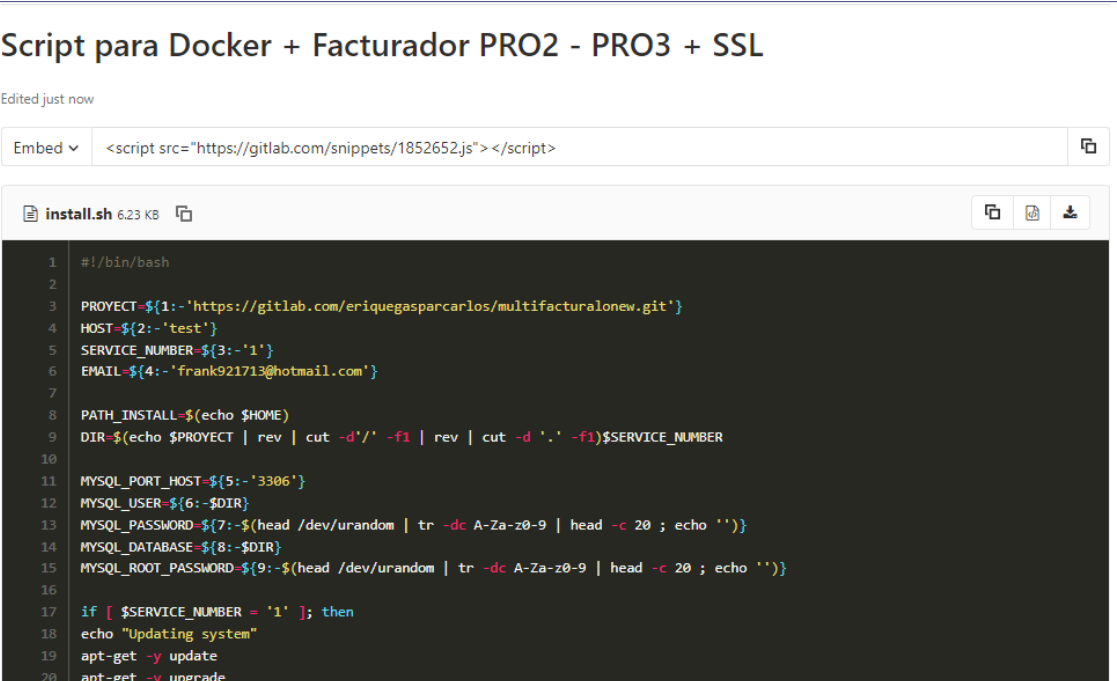 Script para Docker + Facturador PRO2 - PRO3 + SSL
Edited just now
Embed <script src="https://gitlab.com/snippets/1852652.js"></script>
install.sh 6.23 KB
1 #!/bin/bash
2
3 PROYECT=${1:-'https://gitlab.com/eriquegasparcarlos/multifacturalonew.git'}
4 HOST=${2:-'test'}
5 SERVICE_NUMBER=${3:-'1'}
6 EMAIL=${4:-'frank921713@hotmail.com'}
7
8 PATH_INSTALL=$(echo $HOME)
9 DIR=$(echo $PROYECT | rev | cut -d'/' -f1 | rev | cut -d '.' -f1)$SERVICE_NUMBER
10
11 MYSQL_PORT_HOST=${5:-'3306'}
12 MYSQL_USER=${6:-$DIR}
13 MYSQL_PASSWORD=${7:-$(head /dev/urandom | tr -dc A-Za-z0-9 | head -c 20 ; echo '')}
14 MYSQL_DATABASE=${8:-$DIR}
15 MYSQL_ROOT_PASSWORD=${9:-$(head /dev/urandom | tr -dc A-Za-z0-9 | head -c 20 ; echo '')}
16
17 if [ $SERVICE_NUMBER = '1' ]; then
18 echo "Updating system"
19 apt-get -y update
20 apt-get -y upgrade